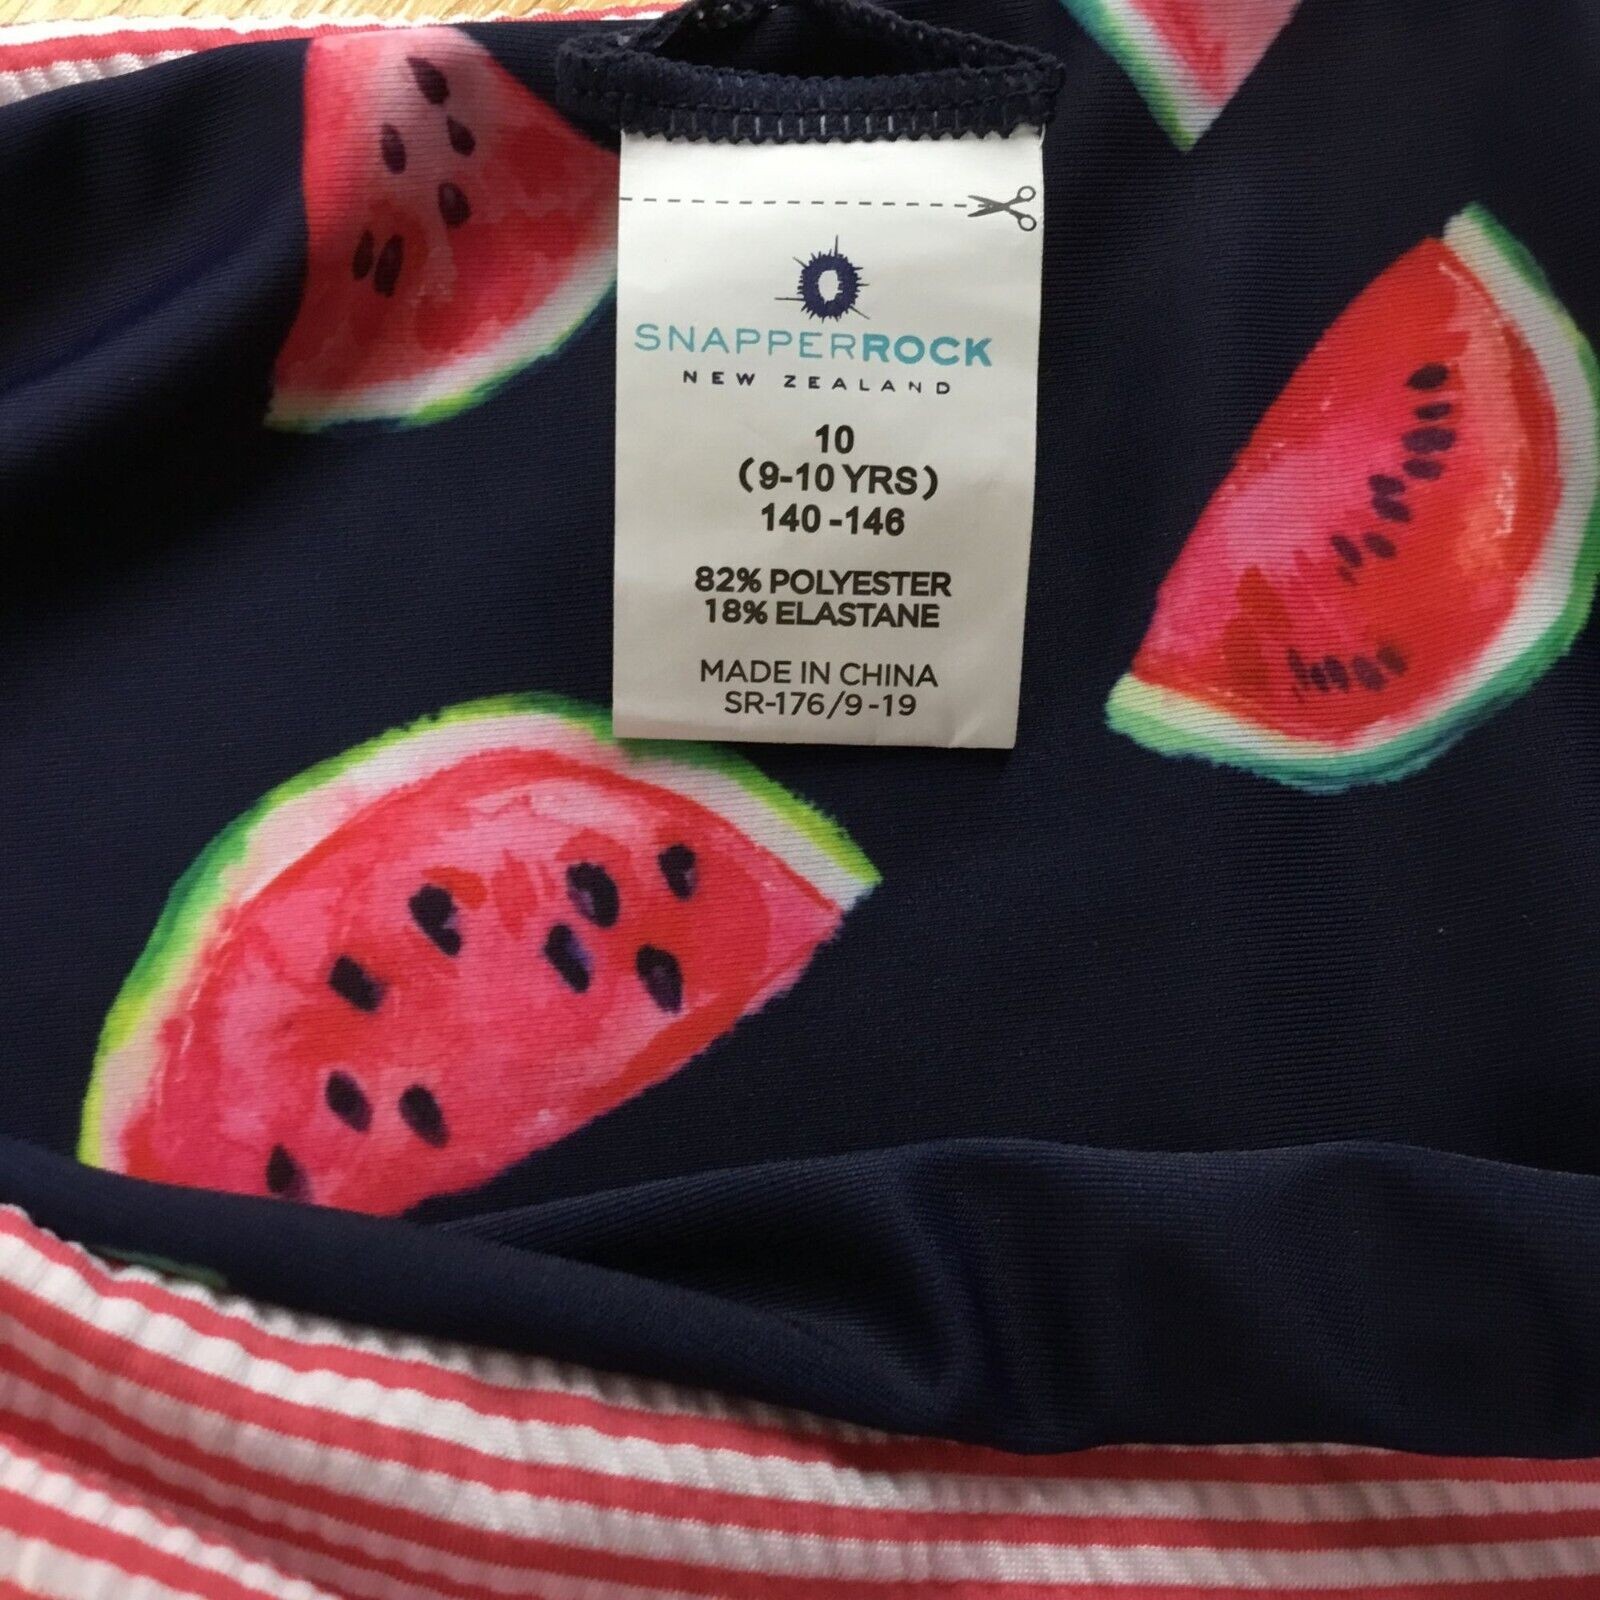 SNAPPERROCK
NEW ZEALAND
10
(9-10 YRS)
140-146
82% POLYESTER
18% ELASTANE
MADE IN CHINA
SR-176/9-19